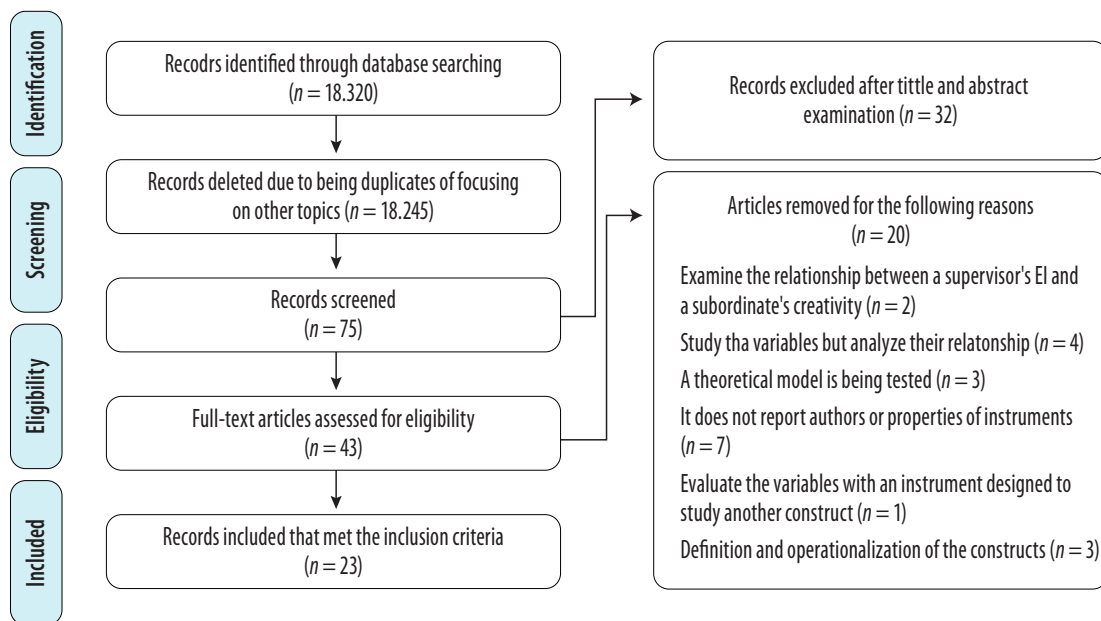 Identification
Recodrs identified through database searching
(n = 18.320)
Records excluded after tittle and abstract
examination (n = 32)
Screening
Records deleted due to being duplicates of focusing
on other topics (n = 18.245)
Records screened
(n = 75)
Eligibility
Full-text articles assessed for eligibility
(n = 43)
Included
Records included that met the inclusion criteria
(n = 23)
Articles removed for the following reasons
(n = 20)
Examine the relationship between a supervisor's EI and
a subordinate's creativity (n = 2)
Study tha variables but analyze their relatonship (n = 4)
A theoretical model is being tested (n = 3)
It does not report authors or properties of instruments
(n = 7)
Evaluate the variables with an instrument designed to
study another construct (n = 1)
Definition and operationalization of the constructs (n = 3)